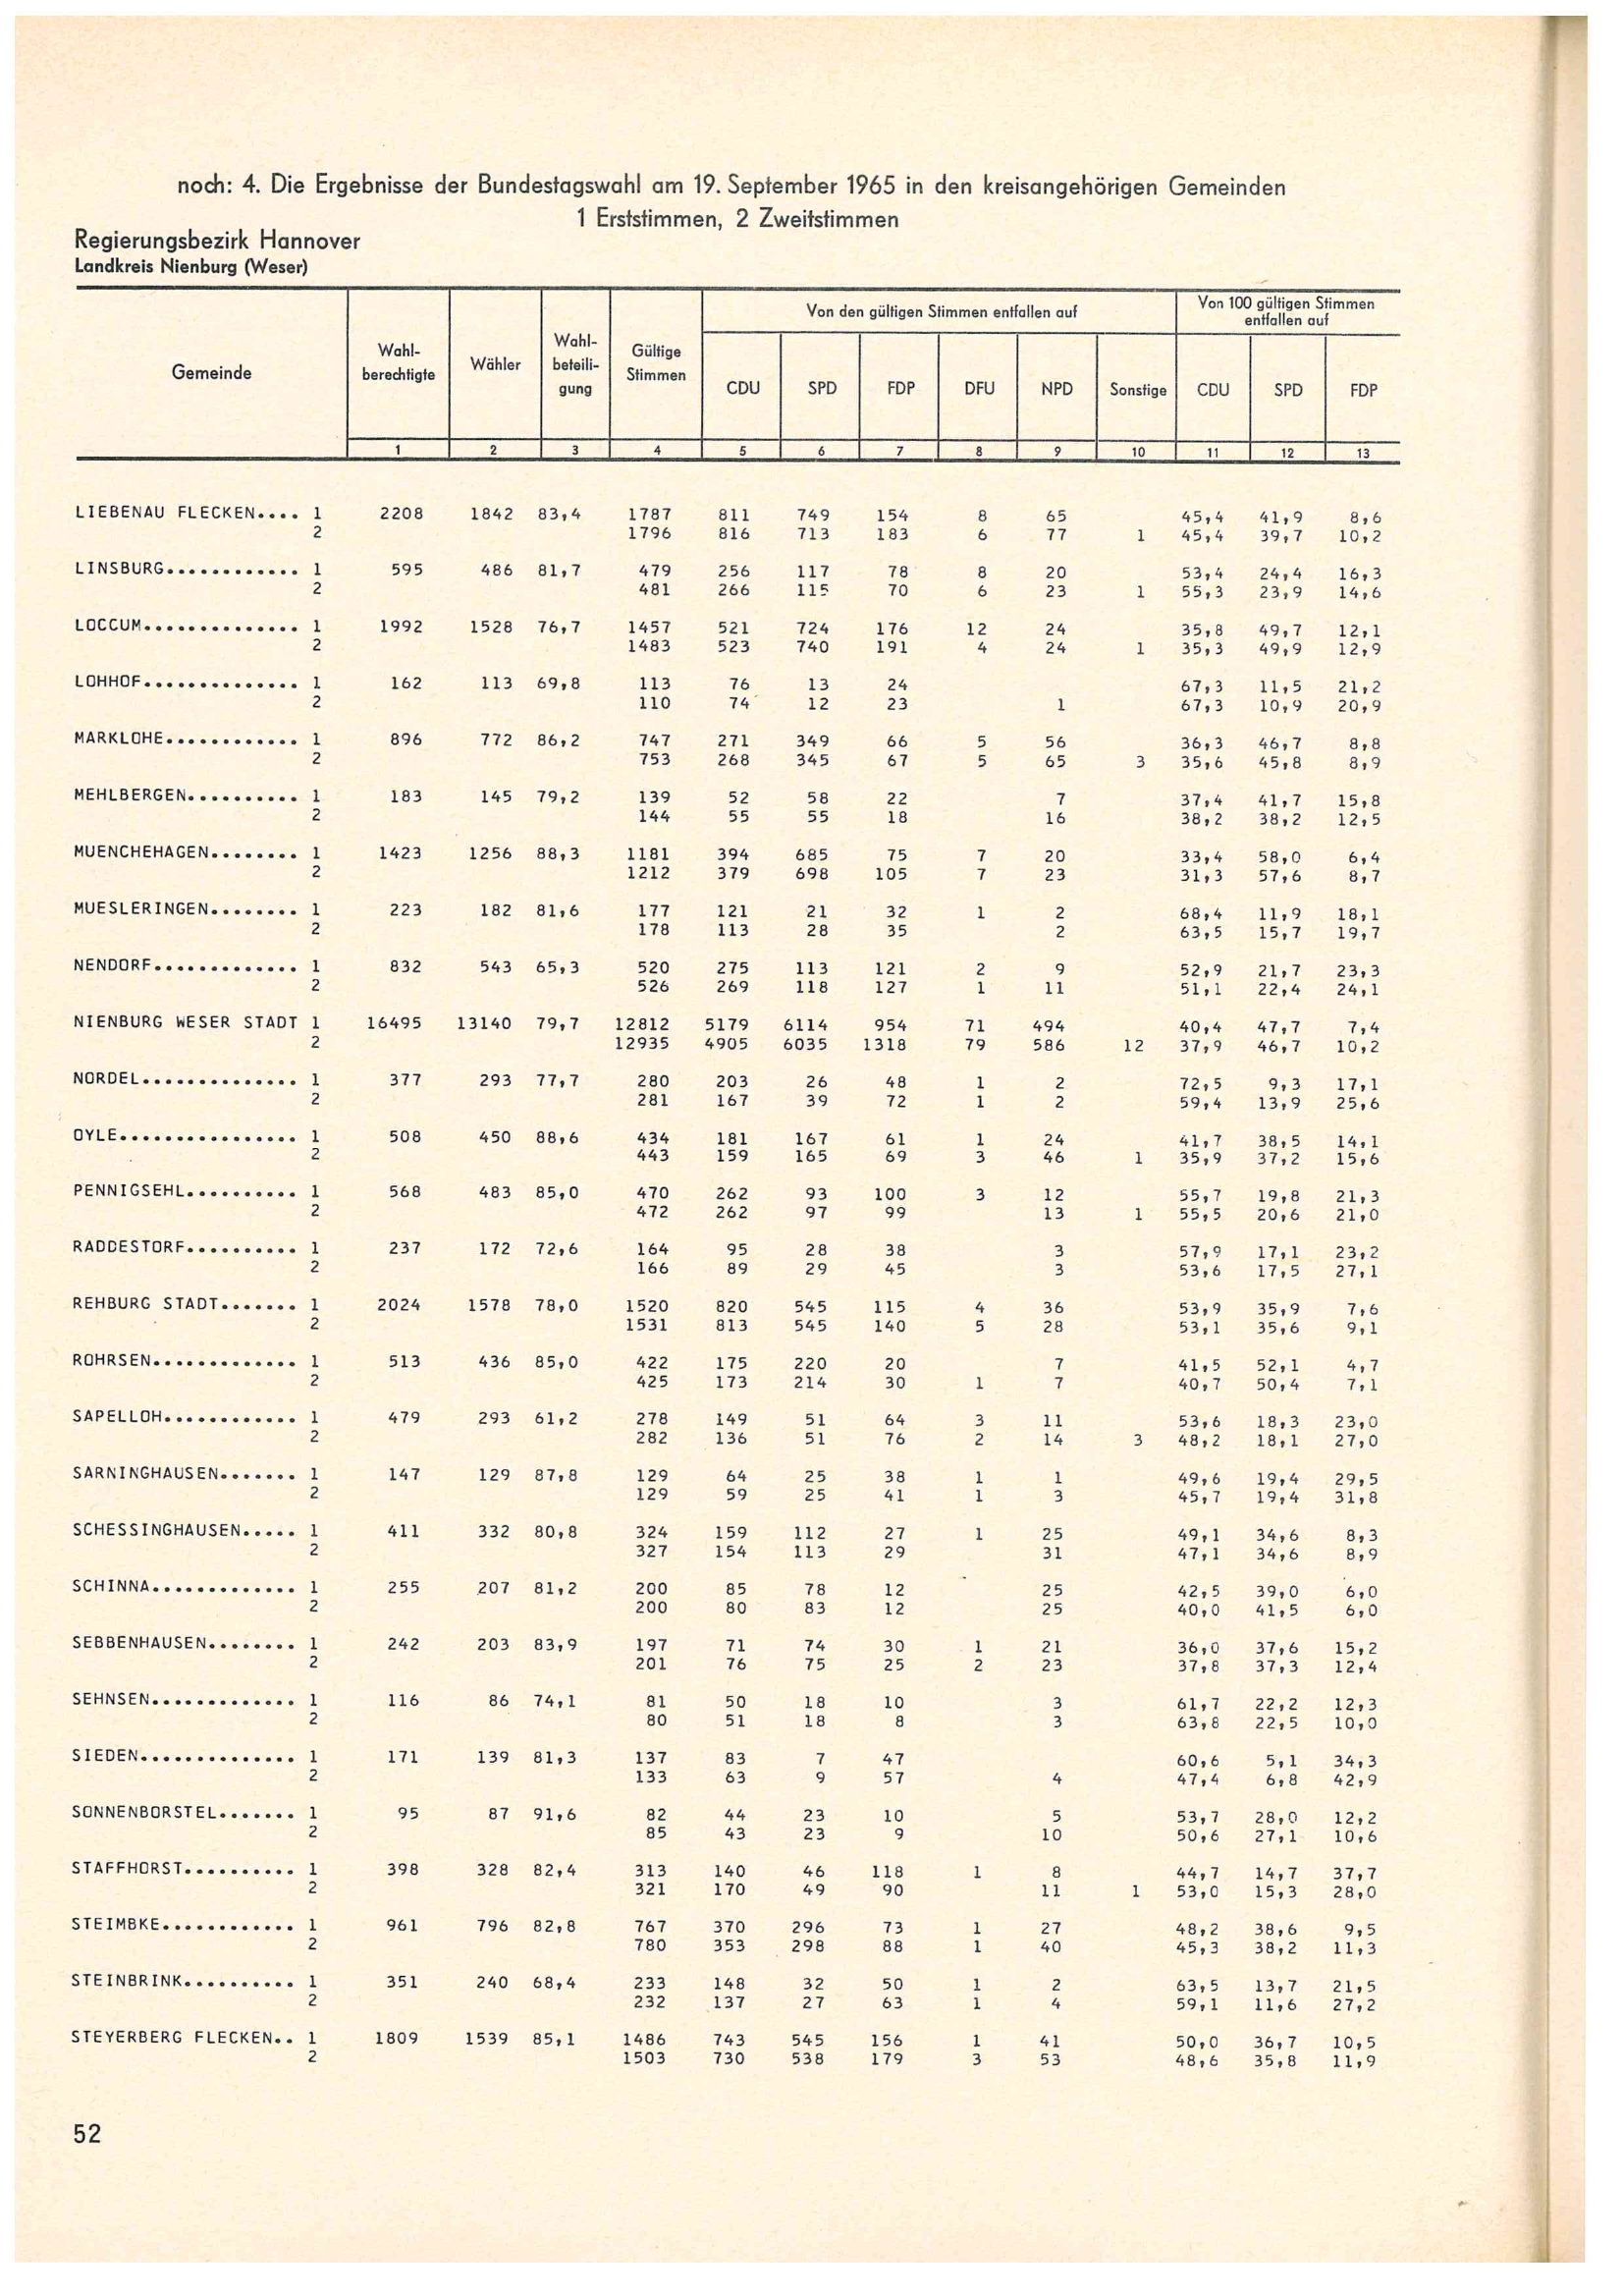 noch: 4. Die Ergebnisse der Bundestagswahl am 19. September 1965 in den kreisangehörigen Gemeinden
1 Erststimmen, 2 Zweitstimmen
Regierungsbezirk Hannover
Landkreis Nienburg (Weser)
Gemeinde Wahl-berechtigte Wähler Wahl-beteili-gung Gültige Stimmen Von den gültigen Stimmen entfallen auf Von 100 gültigen Stimmen entfallen auf
CDU SPD FDP DFU NPD Sonstige CDU SPD FDP
1 2 3 4 5 6 7 8 9 10 11 12 13
LIEBENAU FLECKEN.... 1 2208 1842 83,4 1787 811 749 154 8 65 45,4 41,9 8,6
2 1796 816 713 183 6 77 1 45,4 39,7 10,2
LINSBURG............ 1 595 486 81,7 479 256 117 78 8 20 53,4 24,4 16,3
2 481 266 115 70 6 23 1 55,3 23,9 14,6
LOCCUM.............. 1 1992 1528 76,7 1457 521 724 176 12 24 35,8 49,7 12,1
2 1483 523 740 191 4 24 1 35,3 49,9 12,9
LOHHOF.............. 1 162 113 69,8 113 76 13 24 67,3 11,5 21,2
2 110 74 12 23 1 67,3 10,9 20,9
MARKLOHE............ 1 896 772 86,2 747 271 349 66 5 56 36,3 46,7 8,8
2 753 268 345 67 5 65 3 35,6 45,8 8,9
MEHLBERGEN.......... 1 183 145 79,2 139 52 58 22 7 37,4 41,7 15,8
2 144 55 55 18 16 38,2 38,2 12,5
MUENCHEHAGEN........ 1 1423 1256 88,3 1181 394 685 75 7 20 33,4 58,0 6,4
2 1212 379 698 105 7 23 31,3 57,6 8,7
MUESLERINGEN........ 1 223 182 81,6 177 121 21 32 1 2 68,4 11,9 18,1
2 178 113 28 35 2 63,5 15,7 19,7
NENDORF............. 1 832 543 65,3 520 275 113 121 2 9 52,9 21,7 23,3
2 526 269 118 127 1 11 51,1 22,4 24,1
NIENBURG WESER STADT 1 16495 13140 79,7 12812 5179 6114 954 71 494 40,4 47,7 7,4
2 12935 4905 6035 1318 79 586 12 37,9 46,7 10,2
NORDEL.............. 1 377 293 77,7 280 203 26 48 1 2 72,5 9,3 17,1
2 281 167 39 72 1 2 59,4 13,9 25,6
OYLE................ 1 508 450 88,6 434 181 167 61 1 24 41,7 38,5 14,1
2 443 159 165 69 3 46 1 35,9 37,2 15,6
PENNIGSEHL.......... 1 568 483 85,0 470 262 93 100 3 12 55,7 19,8 21,3
2 472 262 97 99 13 1 55,5 20,6 21,0
RADDESTORF.......... 1 237 172 72,6 164 95 28 38 3 57,9 17,1 23,2
2 166 89 29 45 3 53,6 17,5 27,1
REHBURG STADT....... 1 2024 1578 78,0 1520 820 545 115 4 36 53,9 35,9 7,6
2 1531 813 545 140 5 28 53,1 35,6 9,1
ROHRSEN............. 1 513 436 85,0 422 175 220 20 7 41,5 52,1 4,7
2 425 173 214 30 1 7 40,7 50,4 7,1
SAPELLOH............ 1 479 293 61,2 278 149 51 64 3 11 53,6 18,3 23,0
2 282 136 51 76 2 14 3 48,2 18,1 27,0
SARNINGHAUSEN....... 1 147 129 87,8 129 64 25 38 1 1 49,6 19,4 29,5
2 129 59 25 41 1 3 45,7 19,4 31,8
SCHESSINGHAUSEN..... 1 411 332 80,8 324 159 112 27 1 25 49,1 34,6 8,3
2 327 154 113 29 31 47,1 34,6 8,9
SCHINNA............. 1 255 207 81,2 200 85 78 12 25 42,5 39,0 6,0
2 200 80 83 12 25 40,0 41,5 6,0
SEBBENHAUSEN........ 1 242 203 83,9 197 71 74 30 1 21 36,0 37,6 15,2
2 201 76 75 25 2 23 37,8 37,3 12,4
SEHNSEN............. 1 116 86 74,1 81 50 18 10 3 61,7 22,2 12,3
2 80 51 18 8 3 63,8 22,5 10,0
SIEDEN.............. 1 171 139 81,3 137 83 7 47 60,6 5,1 34,3
2 133 63 9 57 4 47,4 6,8 42,9
SONNENBORSTEL....... 1 95 87 91,6 82 44 23 10 5 53,7 28,0 12,2
2 85 43 23 9 10 50,6 27,1 10,6
STAFFHORST.......... 1 398 328 82,4 313 140 46 118 1 8 44,7 14,7 37,7
2 321 170 49 90 11 1 53,0 15,3 28,0
STEIMBKE............ 1 961 796 82,8 767 370 296 73 1 27 48,2 38,6 9,5
2 780 353 298 88 1 40 45,3 38,2 11,3
STEINBRINK.......... 1 351 240 68,4 233 148 32 50 1 2 63,5 13,7 21,5
2 232 137 27 63 1 4 59,1 11,6 27,2
STEYERBERG FLECKEN.. 1 1809 1539 85,1 1486 743 545 156 1 41 50,0 36,7 10,5
2 1503 730 538 179 3 53 48,6 35,8 11,9
52